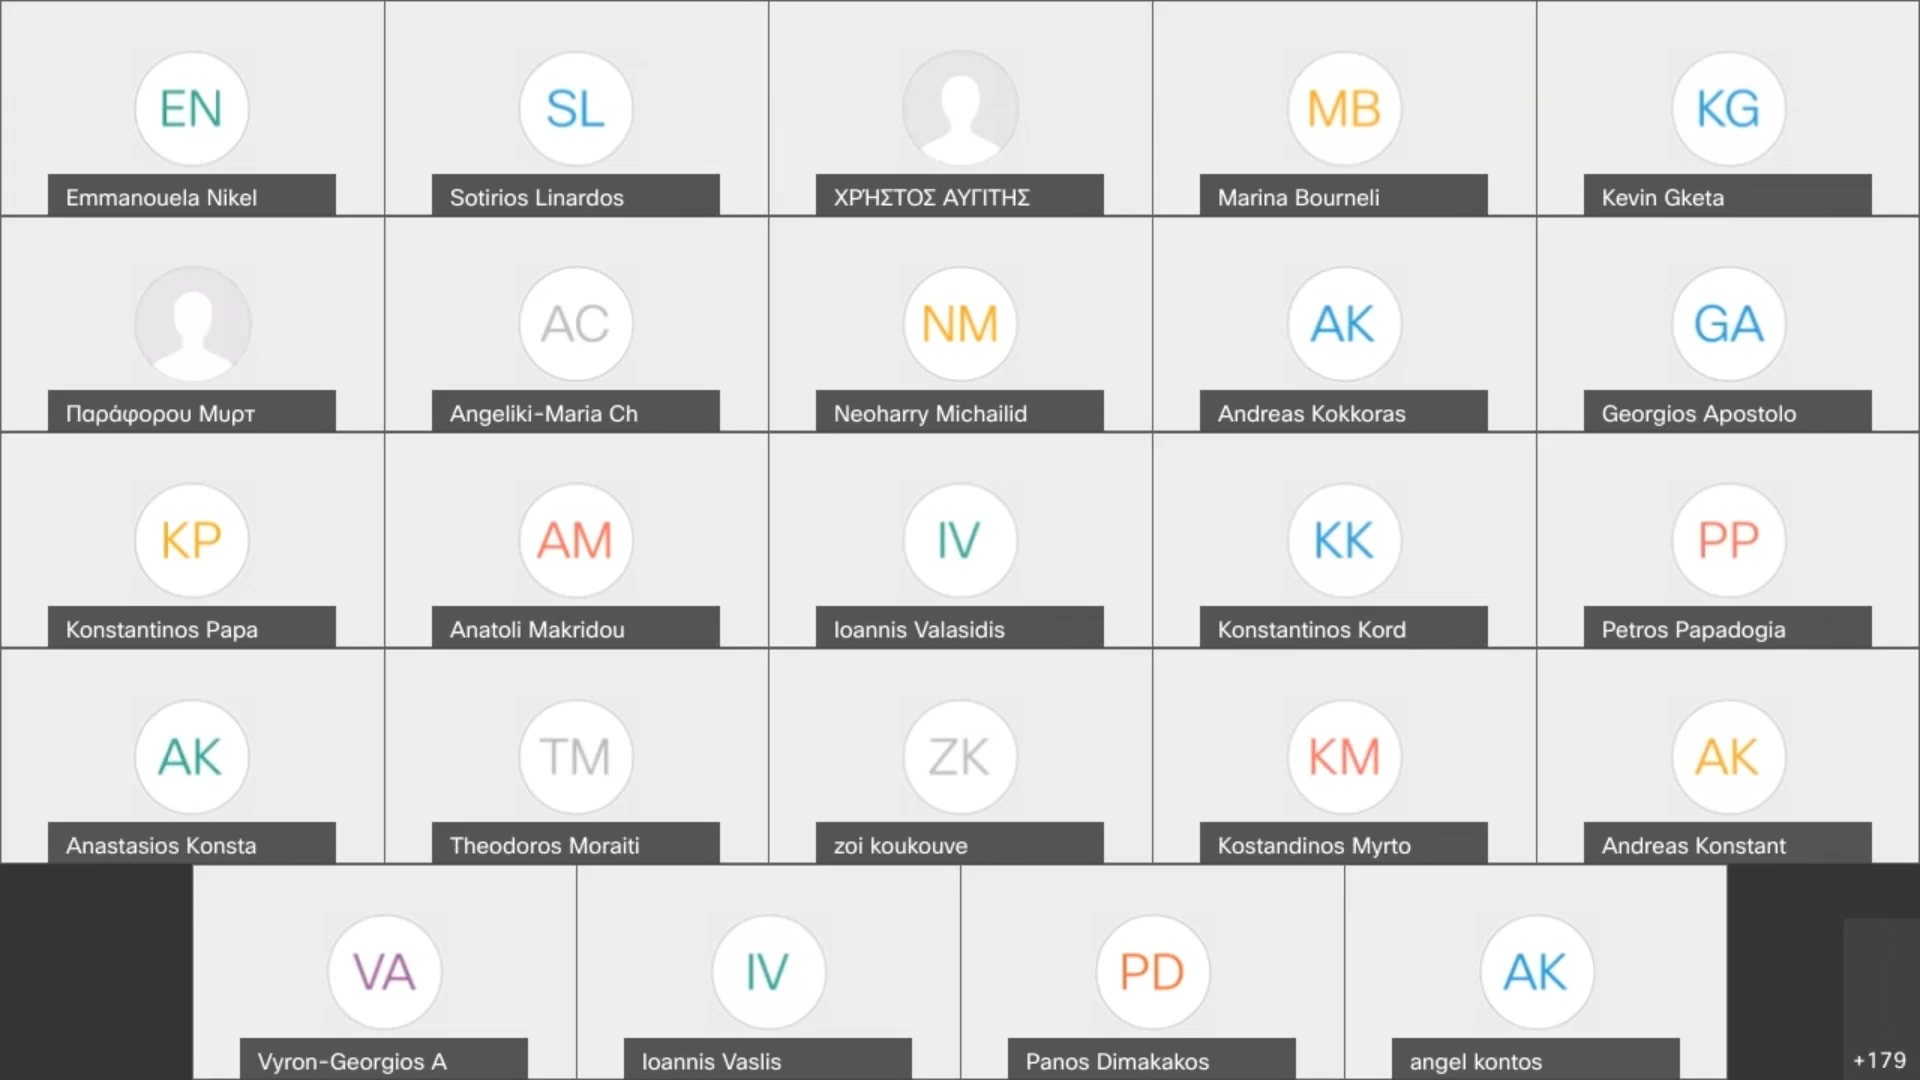 EN
SL
MB
KG
Emmanouela Nikel
Sotirios Linardos
ΧΡΉΣΤΟΣ ΑΥΓΙΤΗΣ
Marina Bourneli
Kevin Gketa
AC
NM
AK
GA
Παράφορου Μυρτ
Angeliki-Maria Ch
Neoharry Michailid
Andreas Kokkoras
Georgios Apostolo
KP
AM
IV
KK
PP
Konstantinos Papa
Anatoli Makridou
Ioannis Valasidis
Konstantinos Kord
Petros Papadogia
AK
TM
ZK
KM
AK
Anastasios Konsta
Theodoros Moraiti
zoi koukouve
Kostandinos Myrto
Andreas Konstant
VA
IV
PD
AK
Vyron-Georgios A
Ioannis Vaslis
Panos Dimakakos
angel kontos
+179